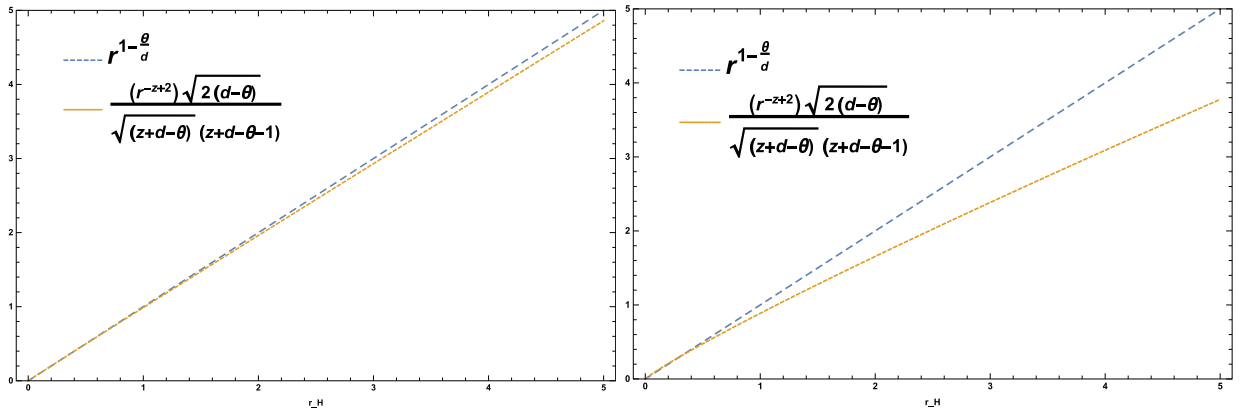 5
4
3
2
1
0
r^{1-\frac{\theta}{d}}
\frac{(r^{-z+2}) \sqrt{2 (d-\theta)}}{\sqrt{(z+d-\theta)} (z+d-\theta-1)}
0 1 2 3 4 5
r_H
5
4
3
2
1
0
r^{1-\frac{\theta}{d}}
\frac{(r^{-z+2}) \sqrt{2 (d-\theta)}}{\sqrt{(z+d-\theta)} (z+d-\theta-1)}
0 1 2 3 4 5
r_H